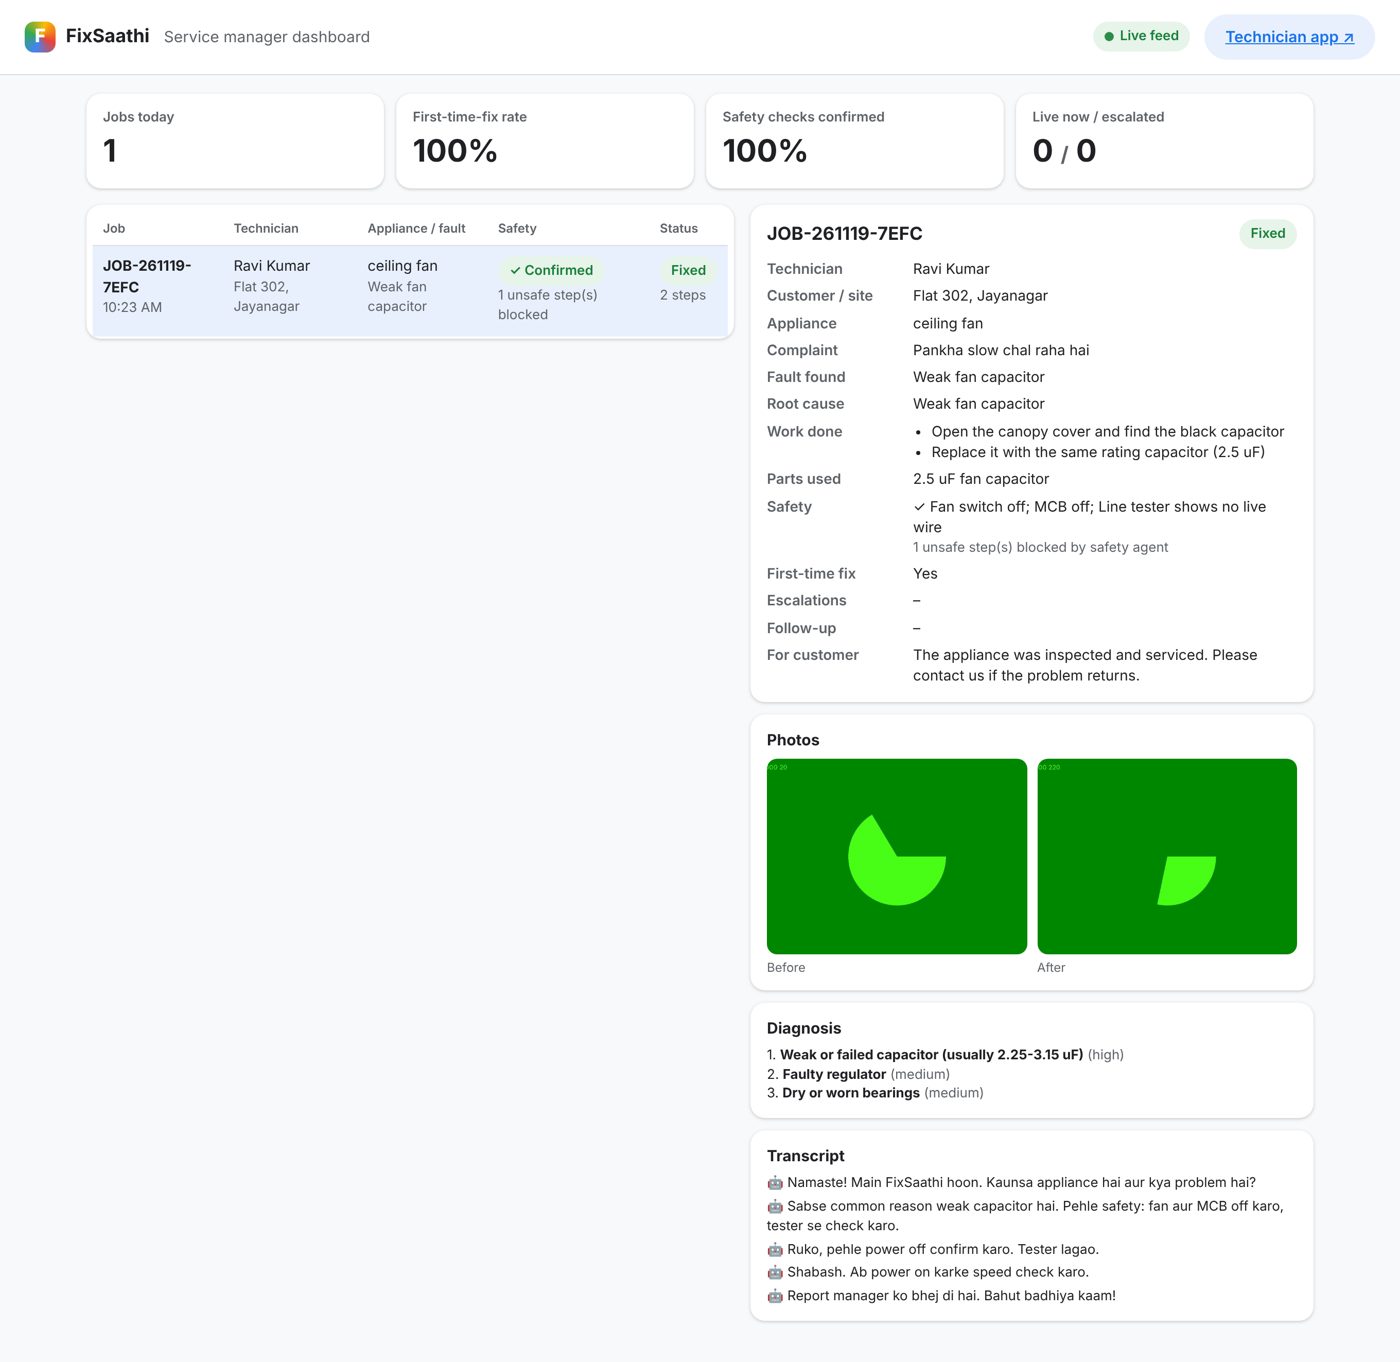 F FixSaathi Service manager dashboard
Live feed
Technician app ↗
Jobs today
1
First-time-fix rate
100%
Safety checks confirmed
100%
Live now / escalated
0 / 0
Job Technician Appliance / fault Safety Status
JOB-261119-
7EFC
10:23 AM
Ravi Kumar
Flat 302,
Jayanagar
ceiling fan
Weak fan
capacitor
✓ Confirmed
1 unsafe step(s)
blocked
Fixed
2 steps
JOB-261119-7EFC Fixed
Technician Ravi Kumar
Customer / site Flat 302, Jayanagar
Appliance ceiling fan
Complaint Pankha slow chal raha hai
Fault found Weak fan capacitor
Root cause Weak fan capacitor
Work done • Open the canopy cover and find the black capacitor
• Replace it with the same rating capacitor (2.5 uF)
Parts used 2.5 uF fan capacitor
Safety ✓ Fan switch off; MCB off; Line tester shows no live
wire
1 unsafe step(s) blocked by safety agent
First-time fix Yes
Escalations –
Follow-up –
For customer The appliance was inspected and serviced. Please
contact us if the problem returns.
Photos
Before
After
Diagnosis
1. Weak or failed capacitor (usually 2.25-3.15 uF) (high)
2. Faulty regulator (medium)
3. Dry or worn bearings (medium)
Transcript
🤖 Namaste! Main FixSaathi hoon. Kaunsa appliance hai aur kya problem hai?
🤖 Sabse common reason weak capacitor hai. Pehle safety: fan aur MCB off karo,
tester se check karo.
🤖 Ruko, pehle power off confirm karo. Tester lagao.
🤖 Shabash. Ab power on karke speed check karo.
🤖 Report manager ko bhej di hai. Bahut badhiya kaam!